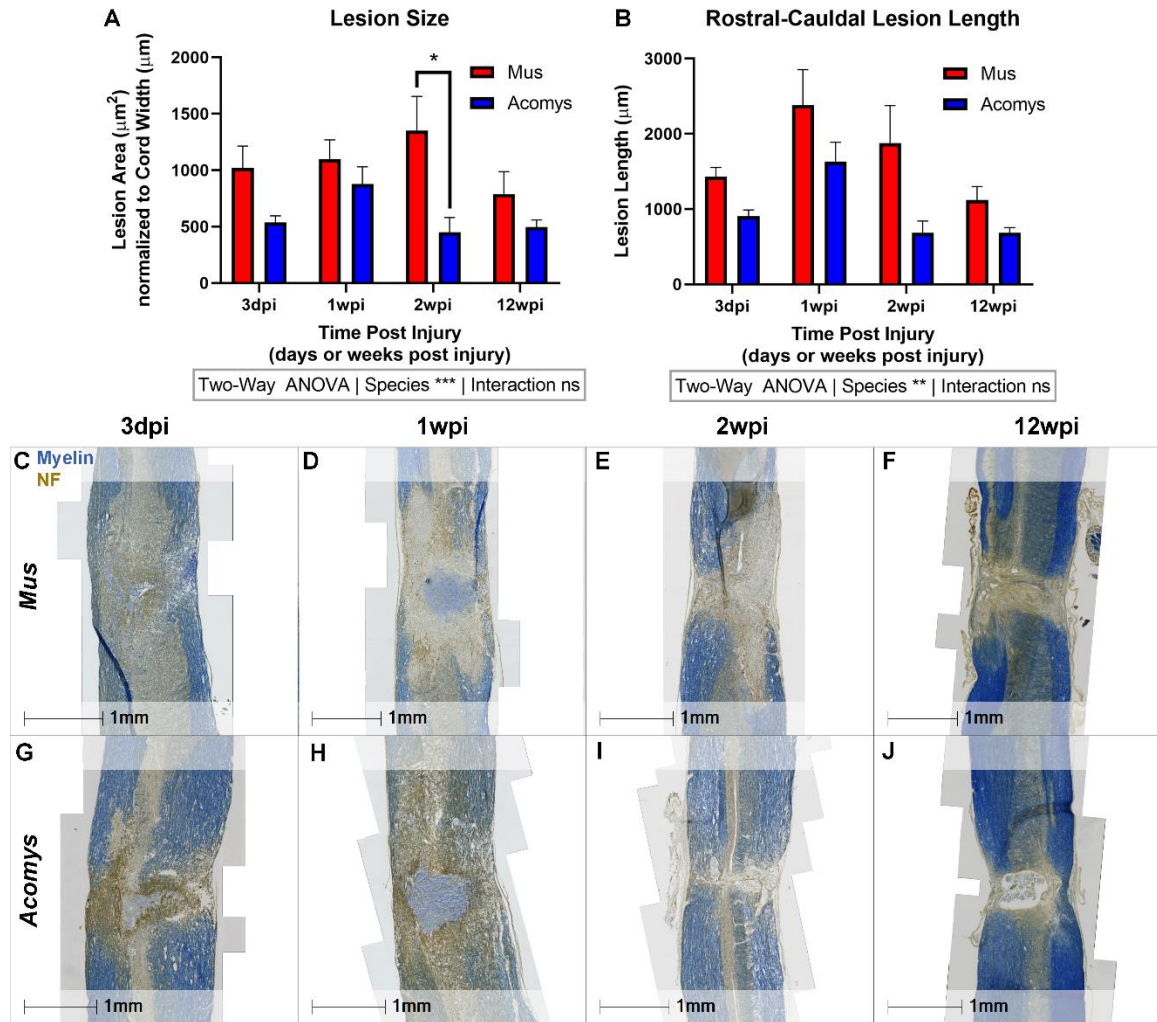 A
Lesion Size
Lesion Area (μm²)
normalized to Cord Width (μm)
2000
1500
1000
500
0
*
Mus
Acomys
3dpi
1wpi
2wpi
12wpi
Time Post Injury
(days or weeks post injury)
Two-Way ANOVA | Species *** | Interaction ns
B
Rostral-Cauldal Lesion Length
Lesion Length (μm)
3000
2000
1000
0
Mus
Acomys
3dpi
1wpi
2wpi
12wpi
Time Post Injury
(days or weeks post injury)
Two-Way ANOVA | Species ** | Interaction ns
3dpi
1wpi
2wpi
12wpi
Mus
C
Myelin
NF
1mm
D
1mm
E
1mm
F
1mm
Acomys
G
1mm
H
1mm
I
1mm
J
1mm